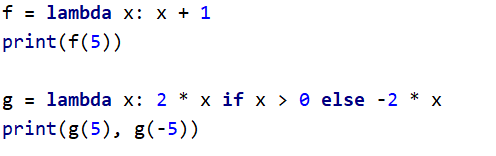 f = lambda x: x + 1
print(f(5))

g = lambda x: 2 * x if x > 0 else -2 * x
print(g(5), g(-5))